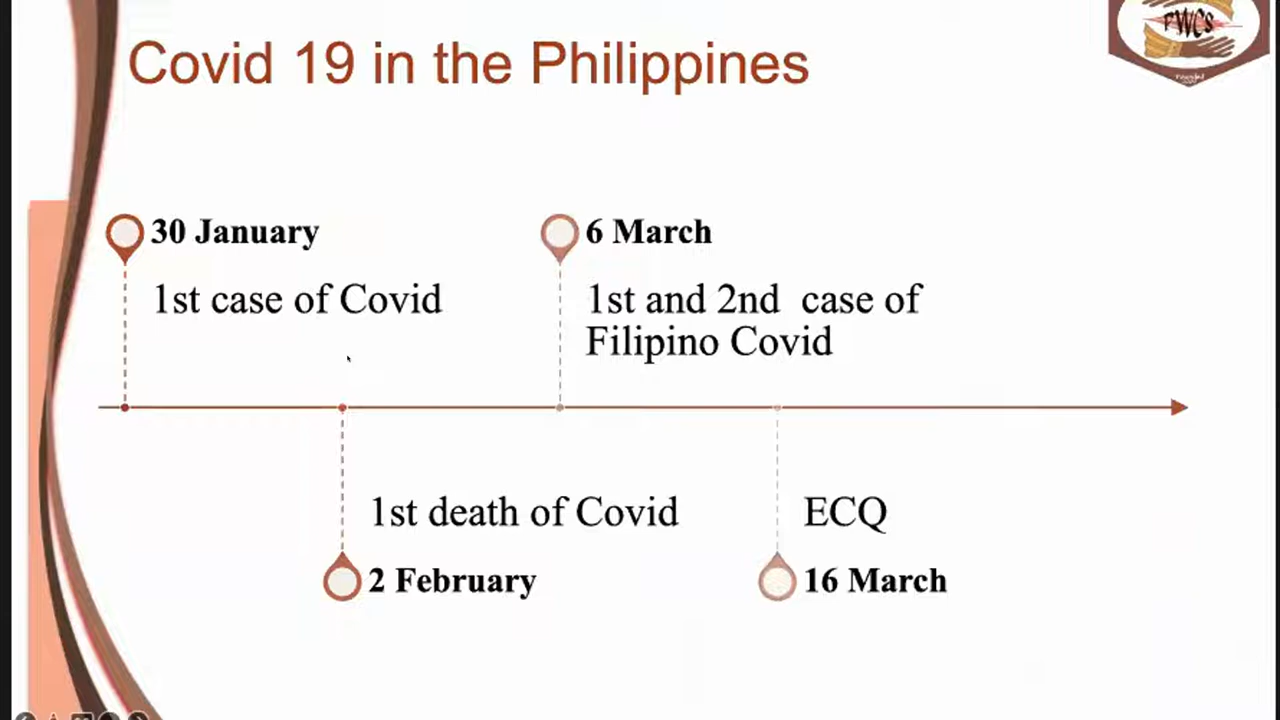 Covid 19 in the Philippines
PWCS
30 January
1st case of Covid
6 March
1st and 2nd case of
Filipino Covid
1st death of Covid
2 February
ECQ
16 March